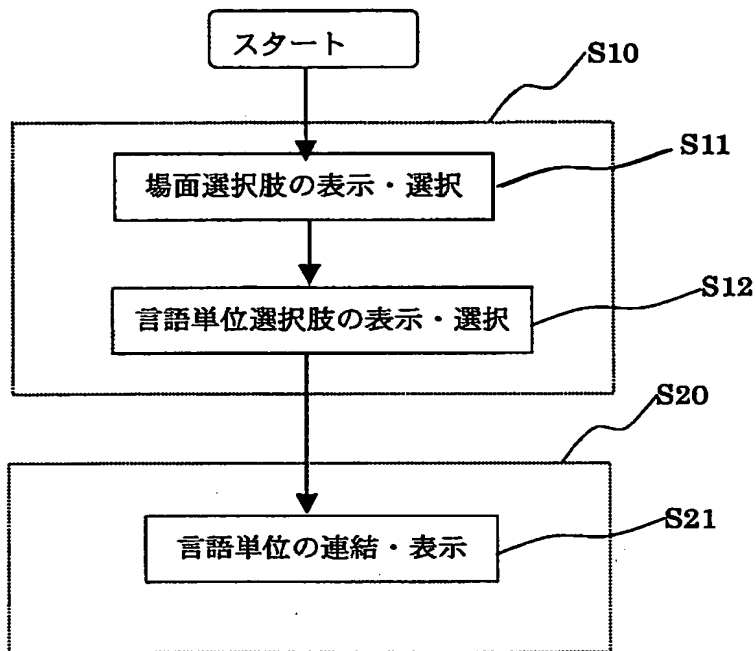 スタート
S10
S11
場面選択肢の表示・選択
S12
言語単位選択肢の表示・選択
S20
S21
言語単位の連結・表示